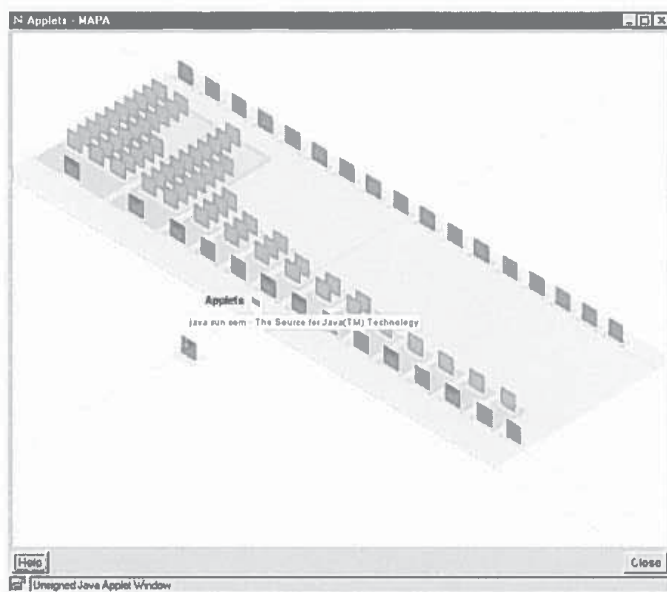 Applets - MAPA
Applets
java sun com - The Source for Java(TM) Technology
Help
Close
Unsigned Java Applet Window